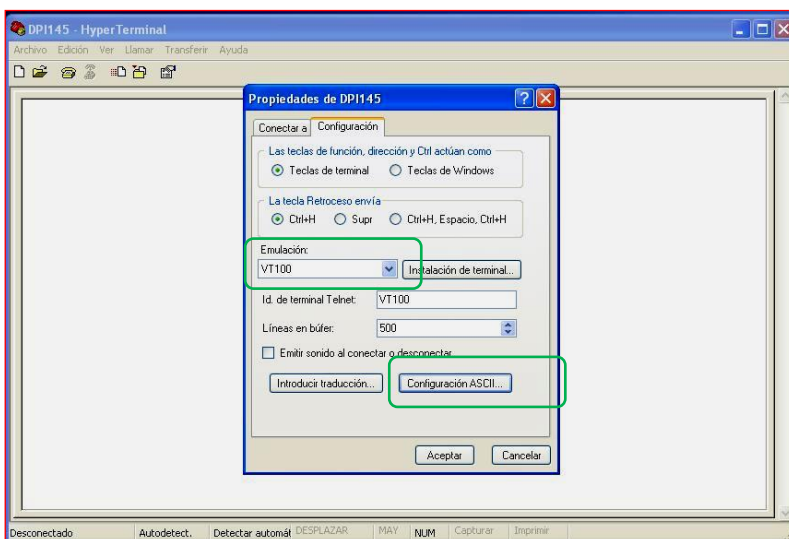 DPI145 - HyperTerminal
Archivo Edición Ver Llamar Transferir Ayuda
Propiedades de DPI145
Conectar a Configuración
Las teclas de función, dirección y Ctrl actúan como
Teclas de terminal Teclas de Windows
La tecla Retroceso envía
Ctrl+H Supr Ctrl+H, Espacio, Ctrl+H
Emulación:
VT100 Instalación de terminal...
Id. de terminal Telnet: VT100
Líneas en búfer: 500
Emitir sonido al conectar o desconectar
Introducir traducción... Configuración ASCII...
Aceptar Cancelar
Desconectado Autodetect. Detectar automát DESPLAZAR MAY NUM Capturar Imprimir